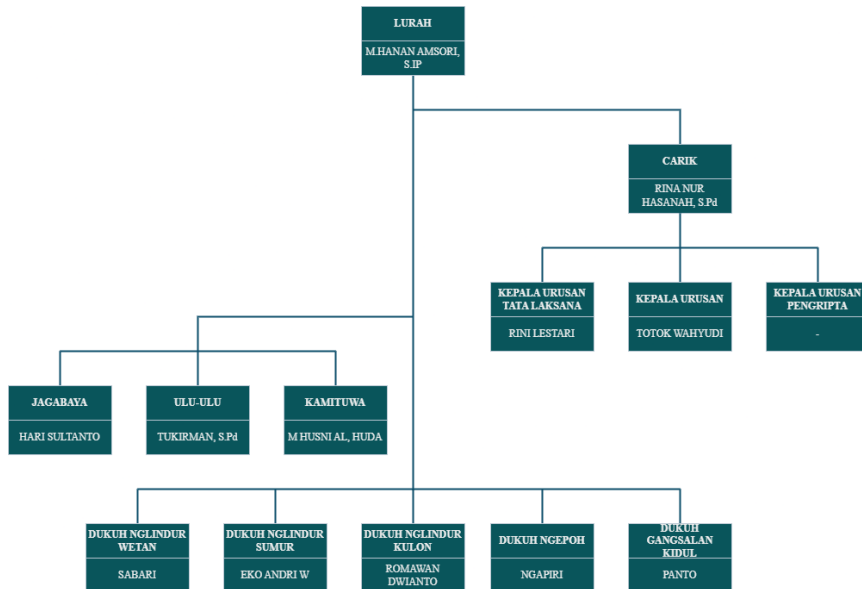 LURAH
M.HANAN AMSORI,
S.IP
CARIK
RINA NUR
HASANAH, S.Pd
KEPALA URUSAN
TATA LAKSANA
RINI LESTARI
KEPALA URUSAN
TOTOK WAHYUDI
KEPALA URUSAN
PENGRIPTA
-
JAGABAYA
HARI SULTANTO
ULU-ULU
TUKIRMAN, S.Pd
KAMITUWA
M HUSNI AL, HUDA
DUKUH NGLINDUR
WETAN
SABARI
DUKUH NGLINDUR
SUMUR
EKO ANDRI W
DUKUH NGLINDUR
KULON
ROMAWAN
DWIANTO
DUKUH NGEPOH
NGAPIRI
DUKUH
GANGSALAN
KIDUL
PANTO